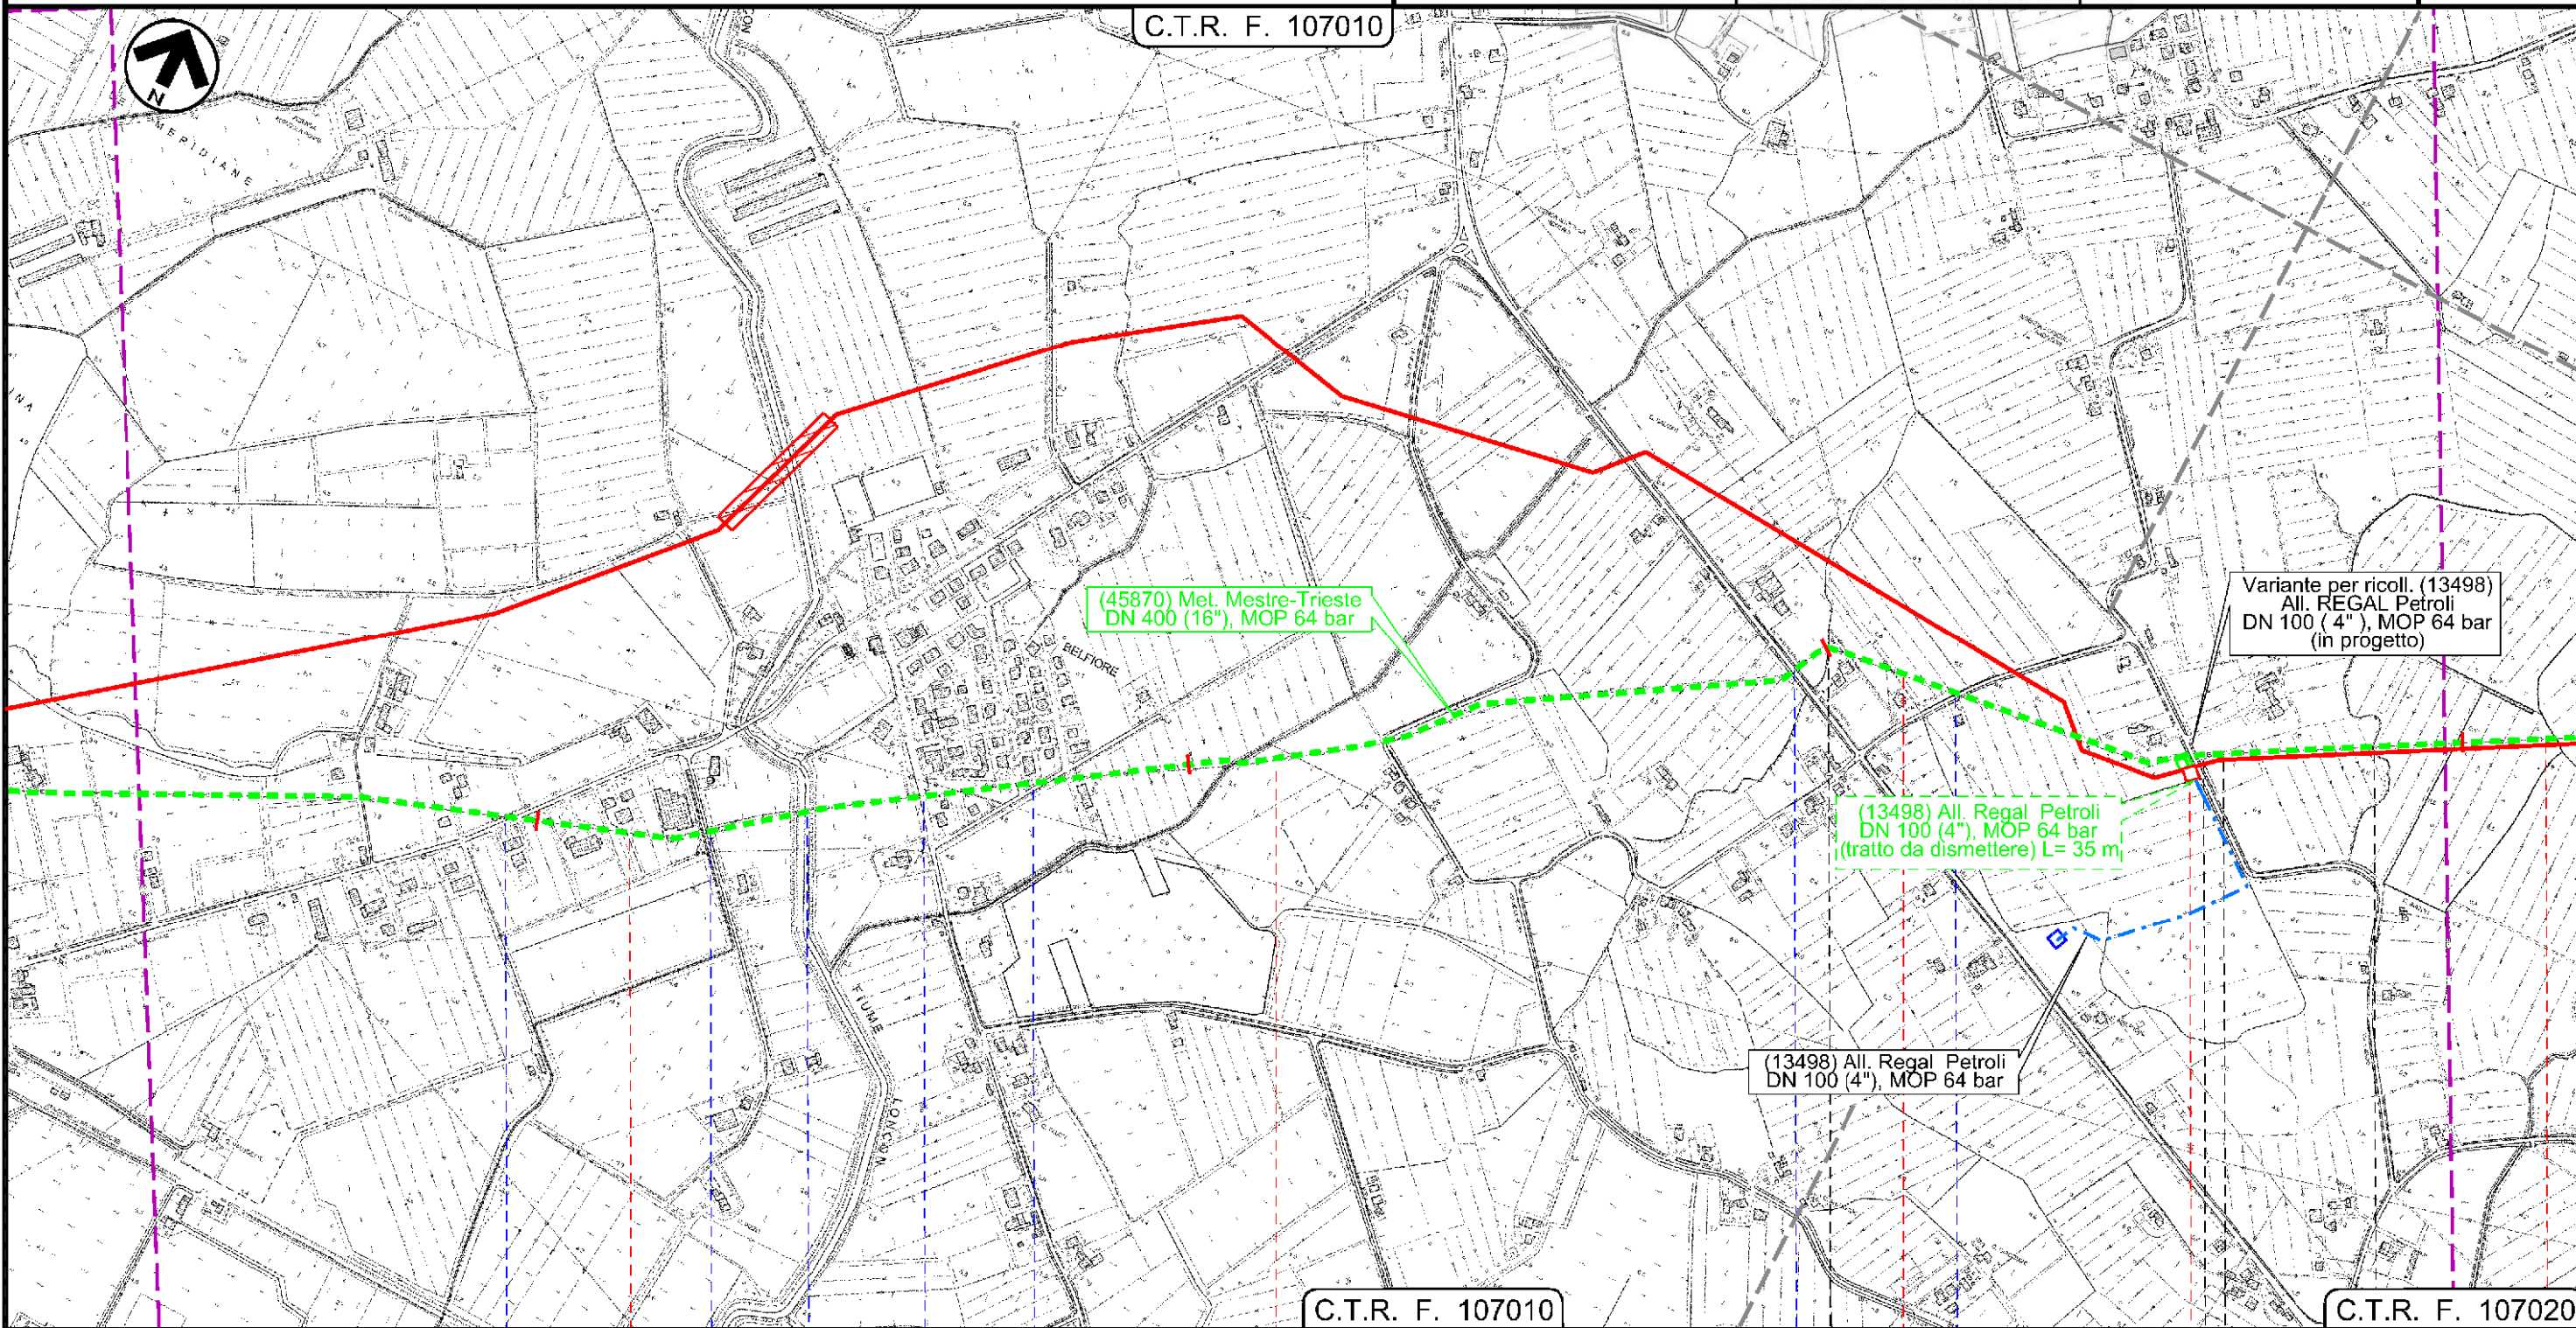 C.T.R. F. 107010
N
MERIDIANE
CON
NA
(45870) Met. Mestre-Trieste
DN 400 (16"), MOP 64 bar
BELFIORE
Variante per ricoll. (13498)
All. REGAL Petroli
DN 100 ( 4" ), MOP 64 bar
(in progetto)
(13498) All. Regal Petroli
DN 100 (4"), MOP 64 bar
(tratto da dismettere) L= 35 m
FIUME
LONCON
(13498) All. Regal Petroli
DN 100 (4"), MOP 64 bar
C.T.R. F. 107010
C.T.R. F. 107020